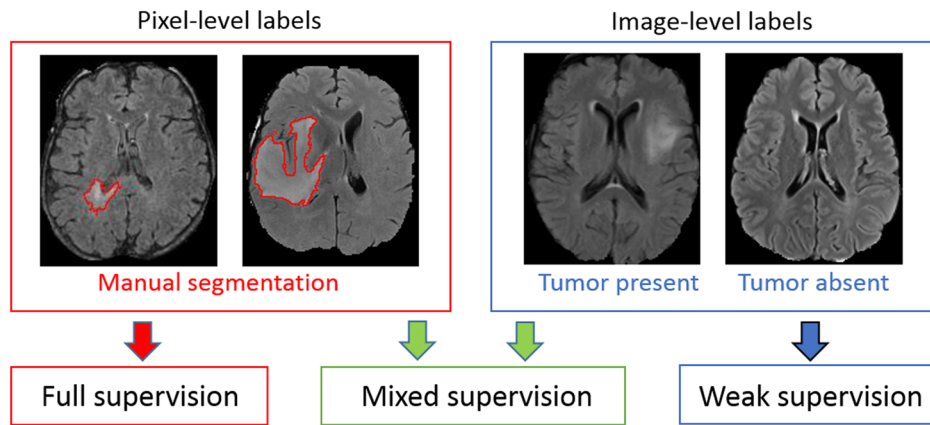 Pixel-level labels
Image-level labels
Manual segmentation
Tumor present
Tumor absent
Full supervision
Mixed supervision
Weak supervision